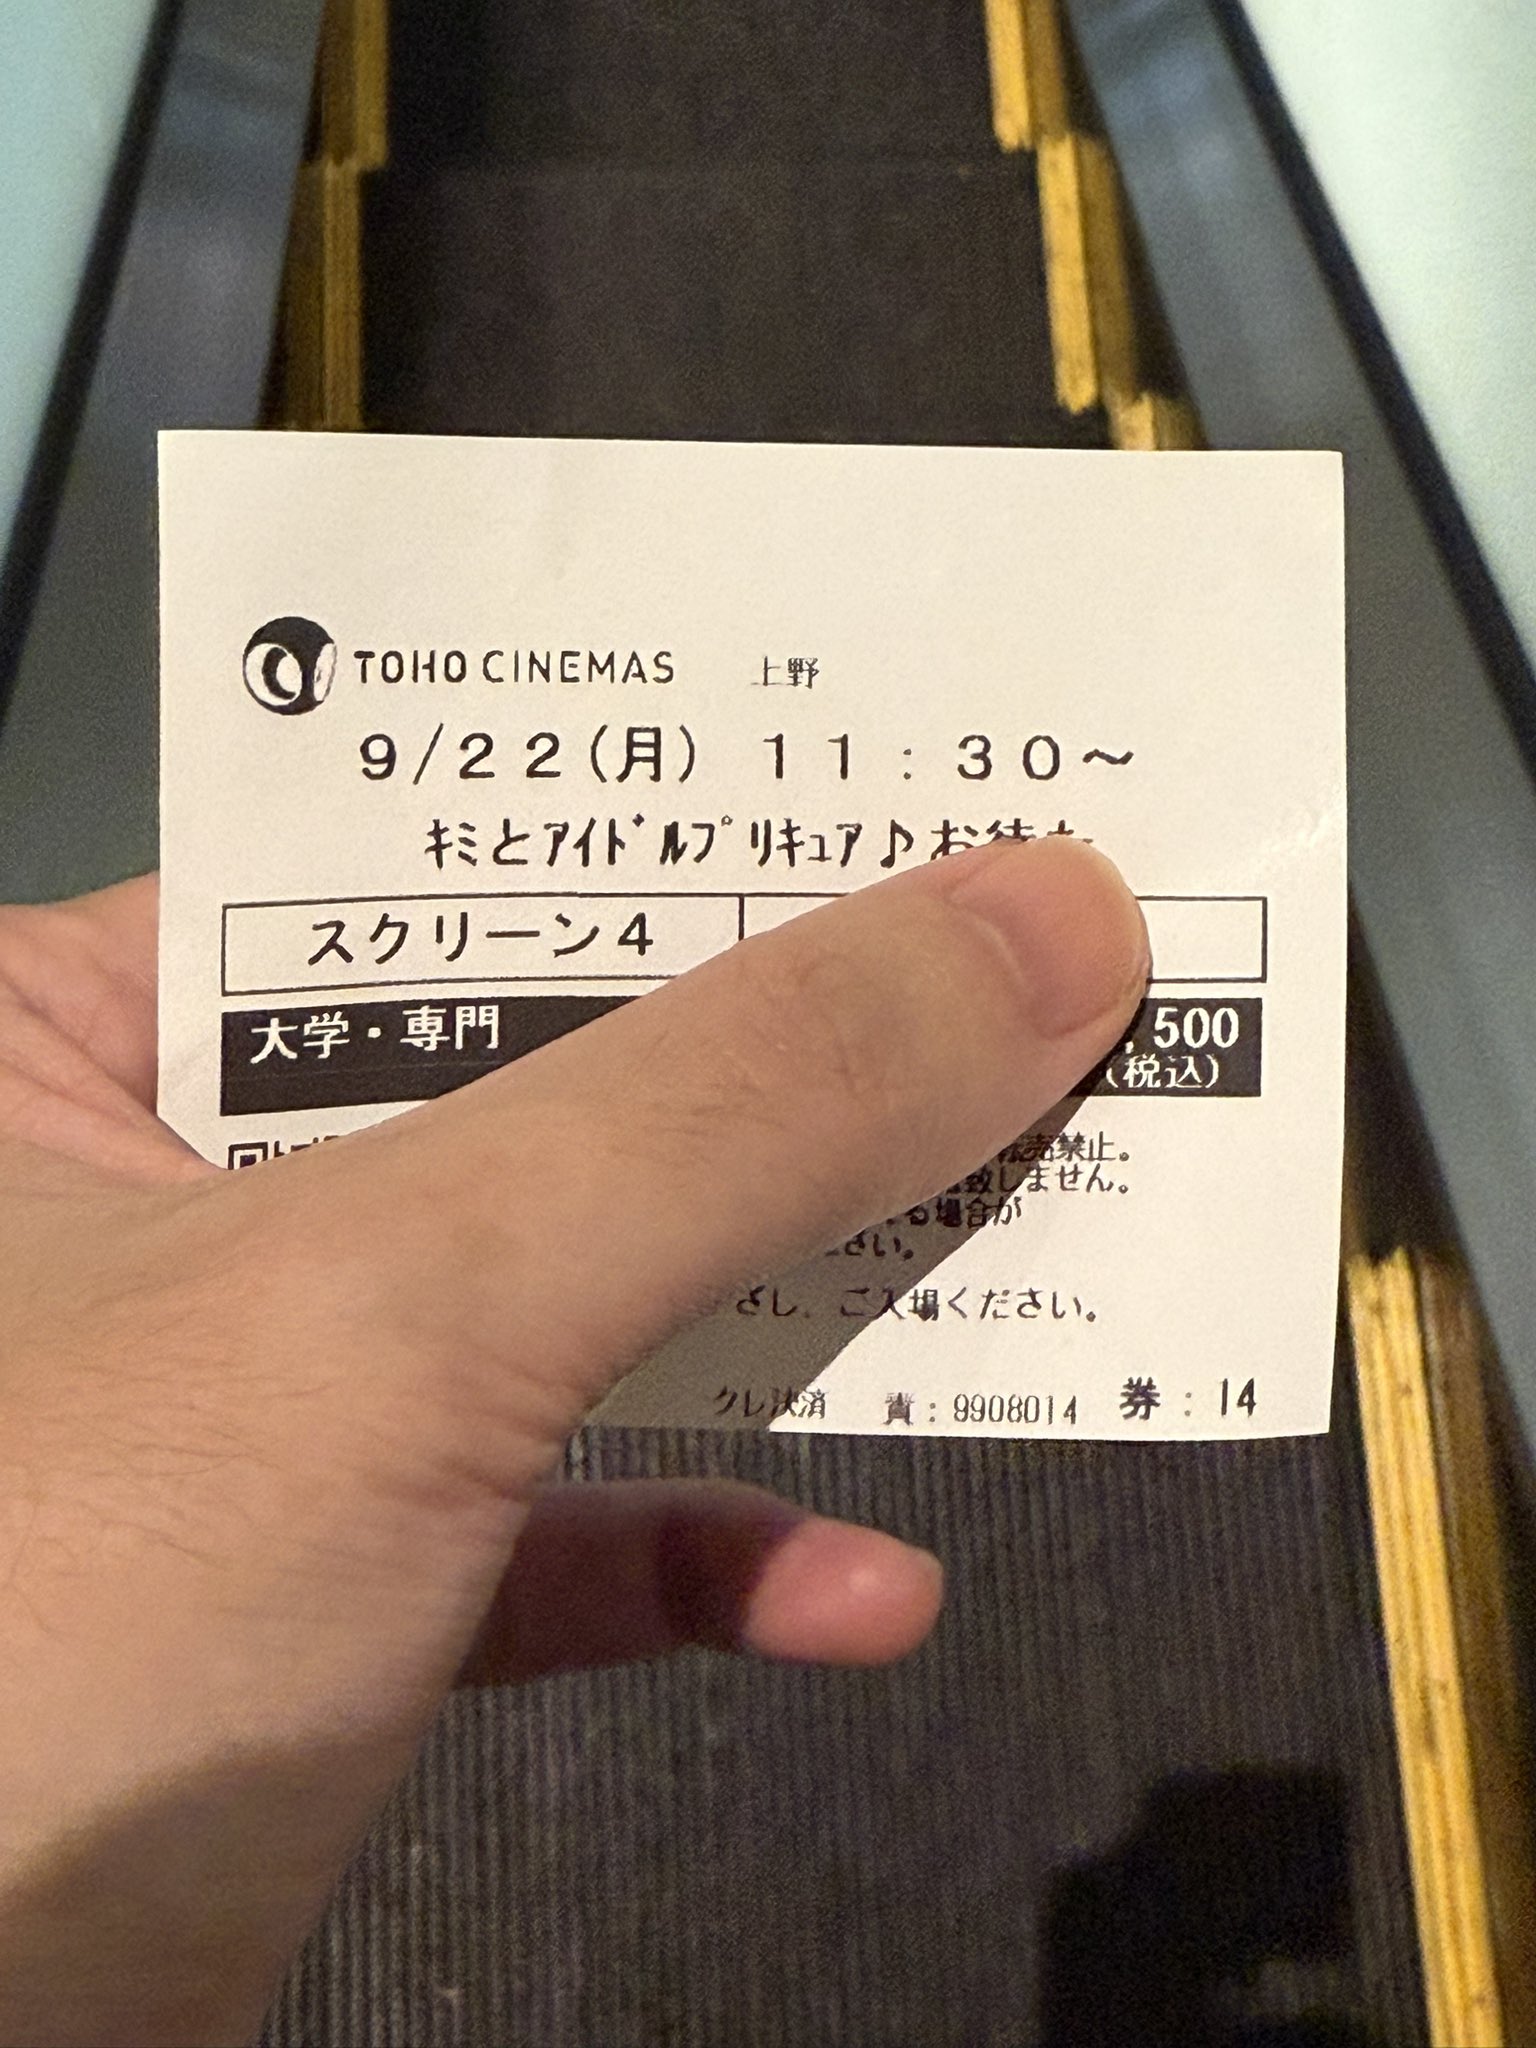 TOHO CINEMAS 上野
9/22(月) 11:30~
ｷﾐとｱｲﾄﾞﾙﾌﾟﾘｷｭｱ♪お待た
スクリーン4
大学・専門 ,500
(税込)
転売禁止。
致しません。
る場合が
ださい。
ざし、ご入場ください。
クレ決済 責:9908014 券:14